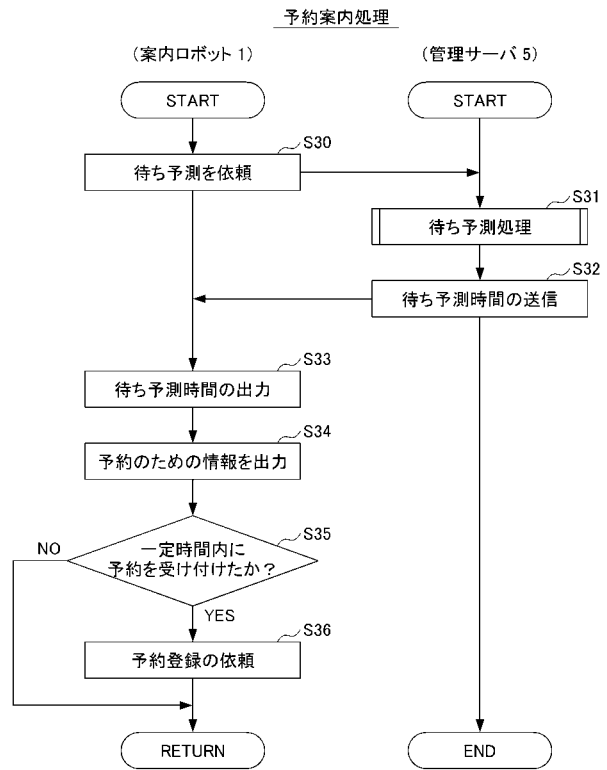 予約案内処理
（案内ロボット 1）
（管理サーバ 5）
START
START
S30
待ち予測を依頼
S31
待ち予測処理
S32
待ち予測時間の送信
S33
待ち予測時間の出力
S34
予約のための情報を出力
S35
一定時間内に
予約を受け付けたか？
NO
YES
S36
予約登録の依頼
RETURN
END